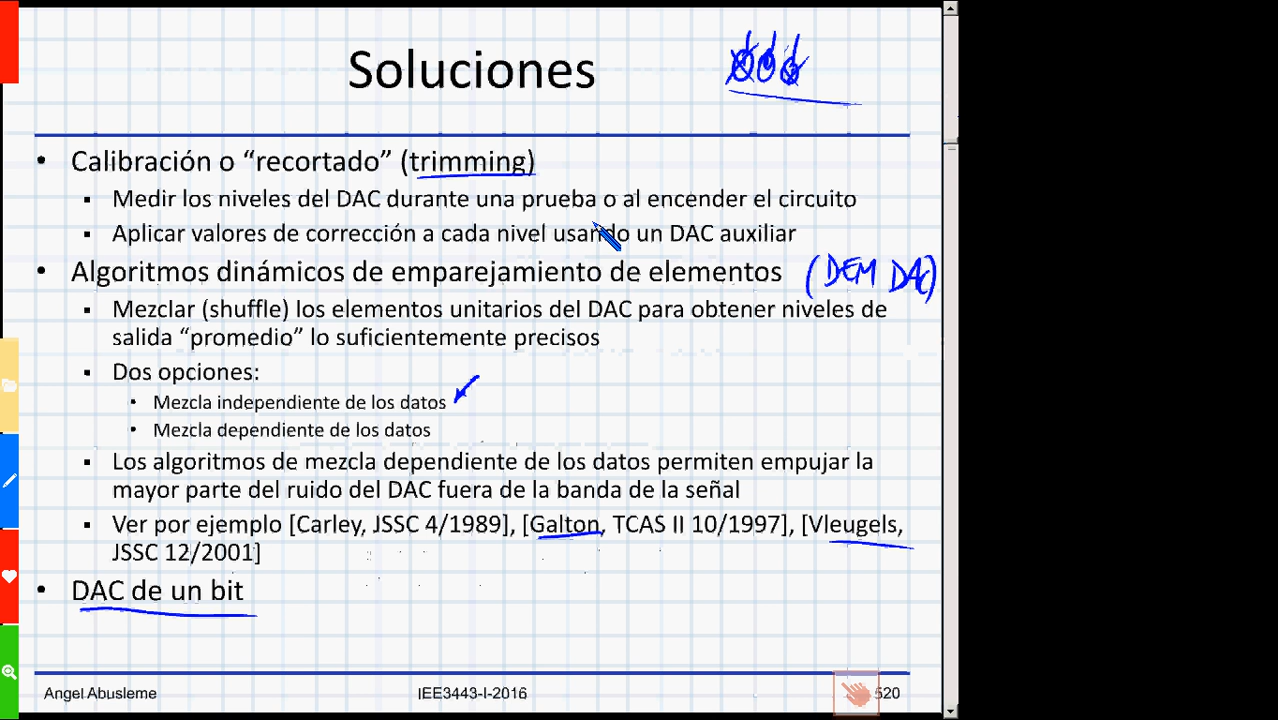 Soluciones
• Calibración o “recortado” (trimming)
▪ Medir los niveles del DAC durante una prueba o al encender el circuito
▪ Aplicar valores de corrección a cada nivel usando un DAC auxiliar
• Algoritmos dinámicos de emparejamiento de elementos (DEM DAC)
▪ Mezclar (shuffle) los elementos unitarios del DAC para obtener niveles de
salida “promedio” lo suficientemente precisos
▪ Dos opciones:
• Mezcla independiente de los datos
• Mezcla dependiente de los datos
▪ Los algoritmos de mezcla dependiente de los datos permiten empujar la
mayor parte del ruido del DAC fuera de la banda de la señal
▪ Ver por ejemplo [Carley, JSSC 4/1989], [Galton, TCAS II 10/1997], [Vleugels,
JSSC 12/2001]
• DAC de un bit
Angel Abusleme IEE3443-I-2016 520